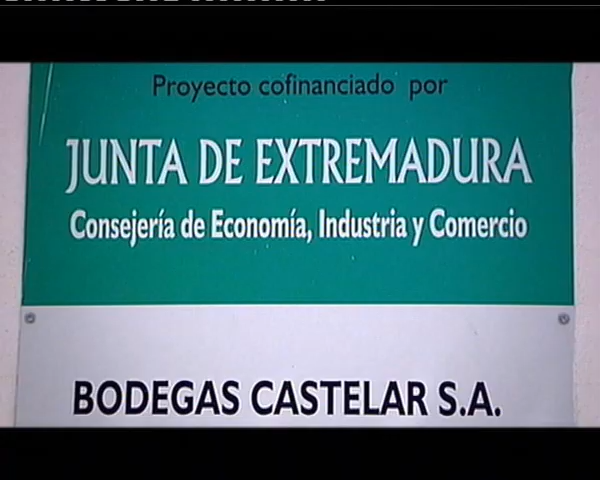 Proyecto cofinanciado por
JUNTA DE EXTREMADURA
Consejería de Economía, Industria y Comercio
BODEGAS CASTELAR S.A.